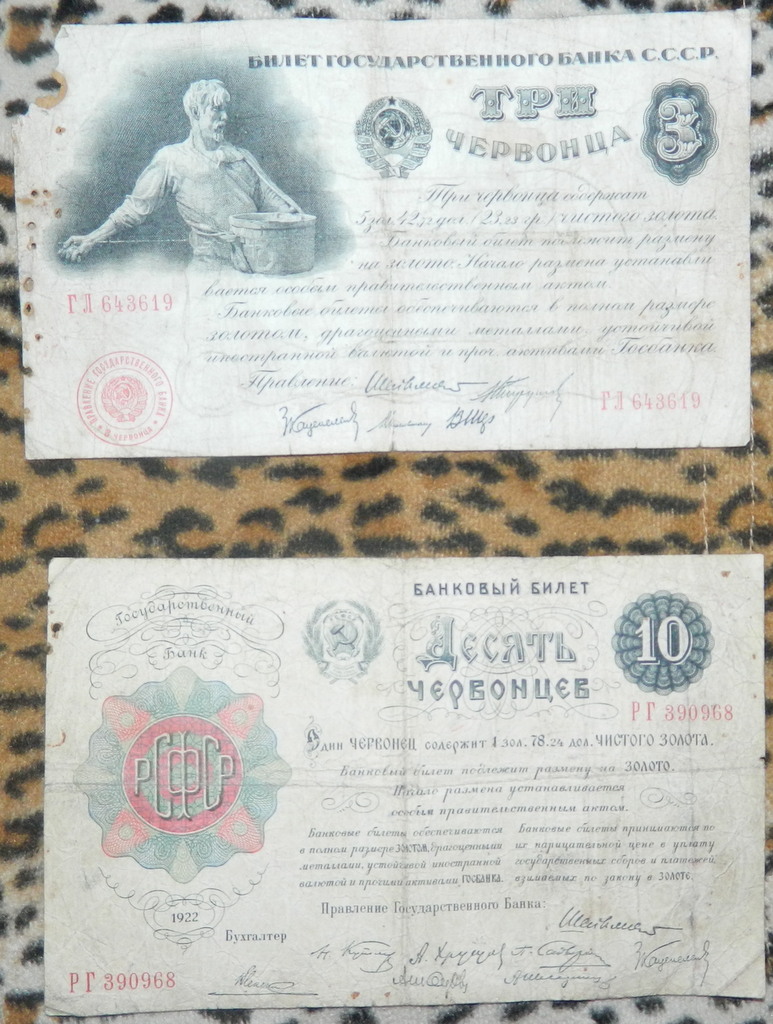 БИЛЕТ ГОСУДАРСТВЕННОГО БАНКА С.С.С.Р.
ТРИ
ЧЕРВОНЦА
3
Три червонца содержат
5 зол. 42,72 дол. (23,23 гр.) чистого золота.
Банковый билет подлежит размену
на золото. Начало размена устанавли
вается особым правительственным актом.
Банковые билеты обеспечиваются в полном размере
золотом, драгоценными металлами, устойчивой
иностранной валютой и проч. активами Госбанка.
Правление:
ГЛ 643619
ПРАВЛЕНИЕ ГОСУДАРСТВЕННОГО БАНКА
3 ЧЕРВОНЦА
ГЛ 643619
Государственный
Банк
БАНКОВЫЙ БИЛЕТ
Десять
ЧЕРВОНЦЕВ
10
РГ 390968
РСФСР
Один ЧЕРВОНЕЦ содержит 1 зол. 78,24 дол. ЧИСТОГО ЗОЛОТА.
Банковый билет подлежит размену на ЗОЛОТО.
Начало размена устанавливается
особым правительственным актом.
Банковые билеты обеспечиваются
в полном размере ЗОЛОТОМ, драгоценными
металлами, устойчивой иностранной
валютой и прочими активами ГОСБАНКА.
Банковые билеты принимаются по
их нарицательной цене в уплату
государственных сборов и платежей,
взимаемых по закону в ЗОЛОТЕ.
Правление Государственного Банка:
1922
Бухгалтер
РГ 390968